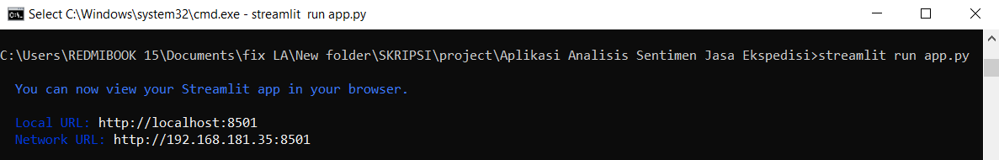 Select C:\Windows\system32\cmd.exe - streamlit  run app.py
C:\Users\REDMIBOOK 15\Documents\fix LA\New folder\SKRIPSI\project\Aplikasi Analisis Sentimen Jasa Ekspedisi>streamlit run app.py
You can now view your Streamlit app in your browser.
Local URL: http://localhost:8501
Network URL: http://192.168.181.35:8501